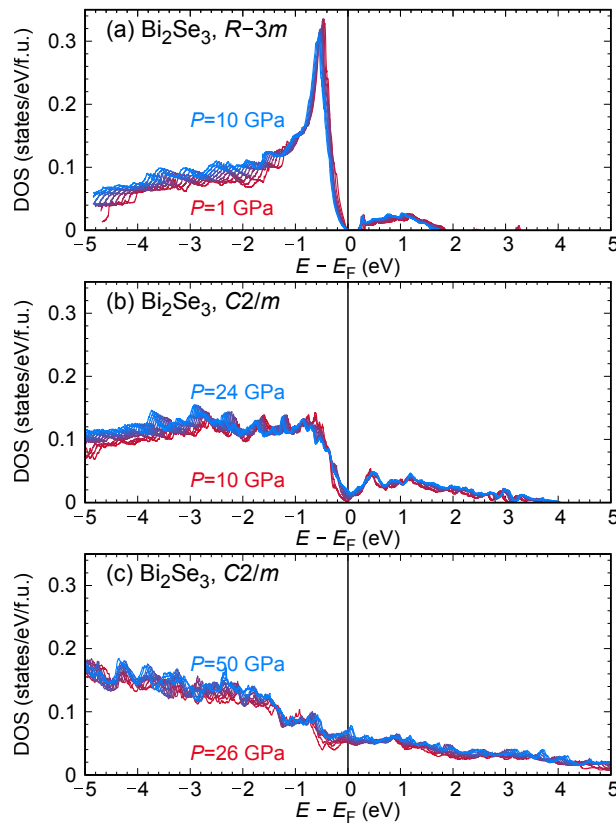 (a) Bi₂Se₃, R−3m
P=10 GPa
P=1 GPa
DOS (states/eV/f.u.)
0.3
0.2
0.1
0
−5 −4 −3 −2 −1 0 1 2 3 4 5
E − E_F (eV)
(b) Bi₂Se₃, C2/m
P=24 GPa
P=10 GPa
DOS (states/eV/f.u.)
0.3
0.2
0.1
0
−5 −4 −3 −2 −1 0 1 2 3 4 5
E − E_F (eV)
(c) Bi₂Se₃, C2/m
P=50 GPa
P=26 GPa
DOS (states/eV/f.u.)
0.3
0.2
0.1
0
−5 −4 −3 −2 −1 0 1 2 3 4 5
E − E_F (eV)